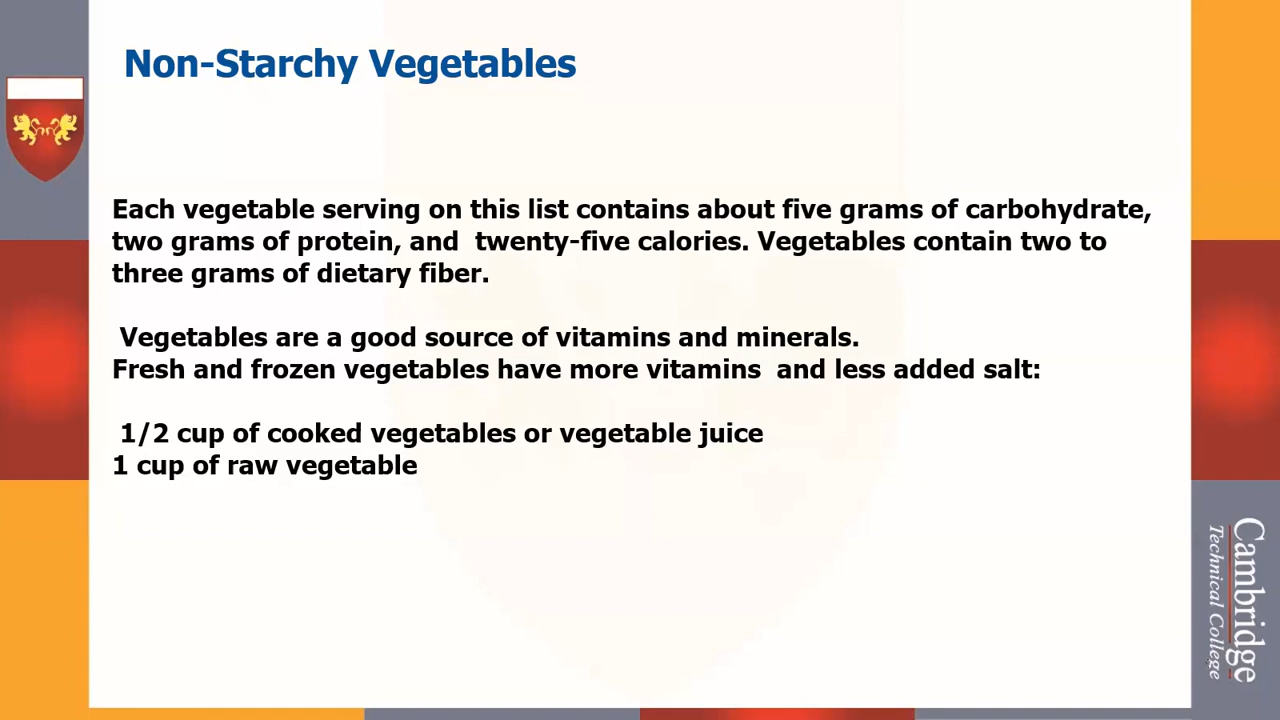 Non-Starchy Vegetables
Each vegetable serving on this list contains about five grams of carbohydrate,
two grams of protein, and  twenty-five calories. Vegetables contain two to
three grams of dietary fiber.
Vegetables are a good source of vitamins and minerals.
Fresh and frozen vegetables have more vitamins  and less added salt:
1/2 cup of cooked vegetables or vegetable juice
1 cup of raw vegetable
Cambridge
Technical College